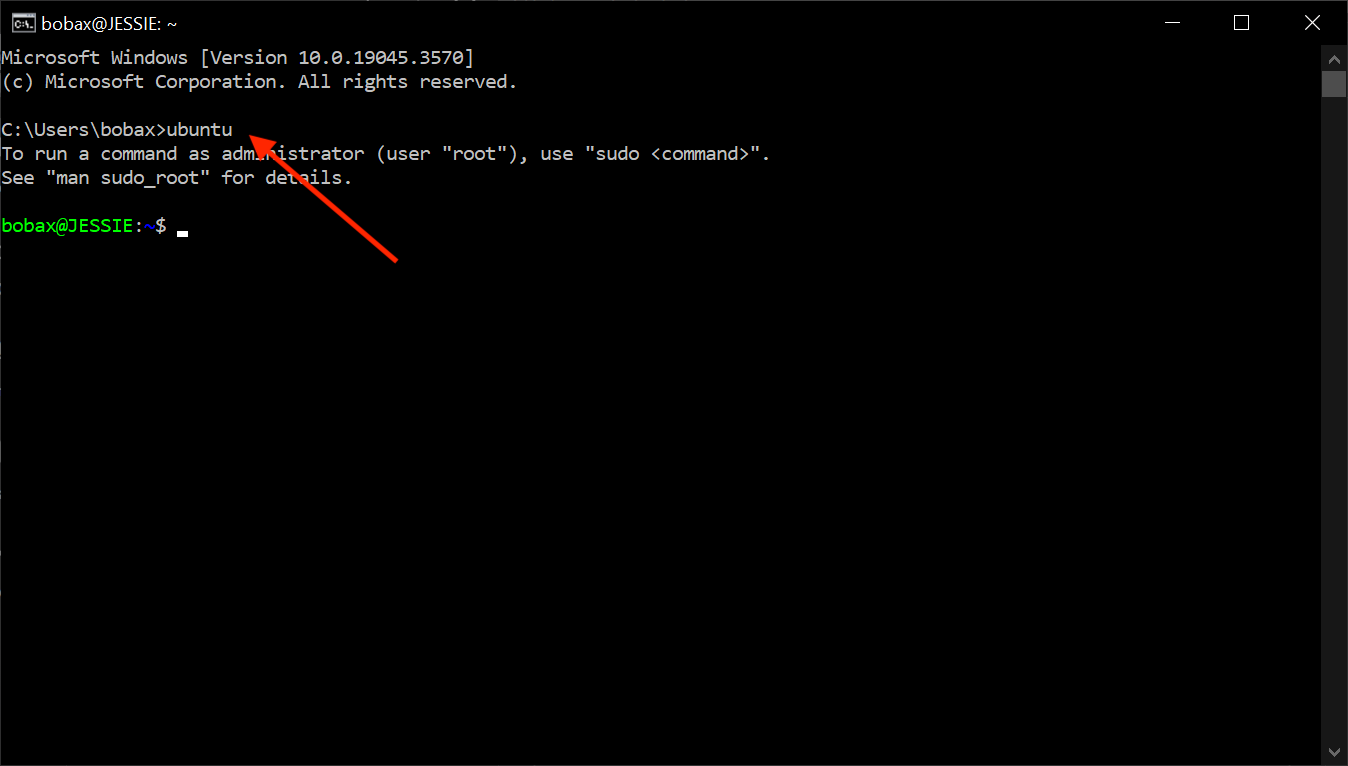 bobax@JESSIE: ~
Microsoft Windows [Version 10.0.19045.3570]
(c) Microsoft Corporation. All rights reserved.
C:\Users\bobax>ubuntu
To run a command as administrator (user "root"), use "sudo <command>".
See "man sudo_root" for details.
bobax@JESSIE:~$